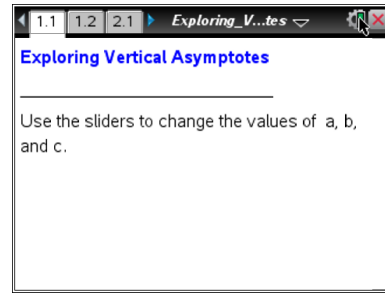 1.1 1.2 2.1 Exploring_V...tes
Exploring Vertical Asymptotes
Use the sliders to change the values of a, b,
and c.